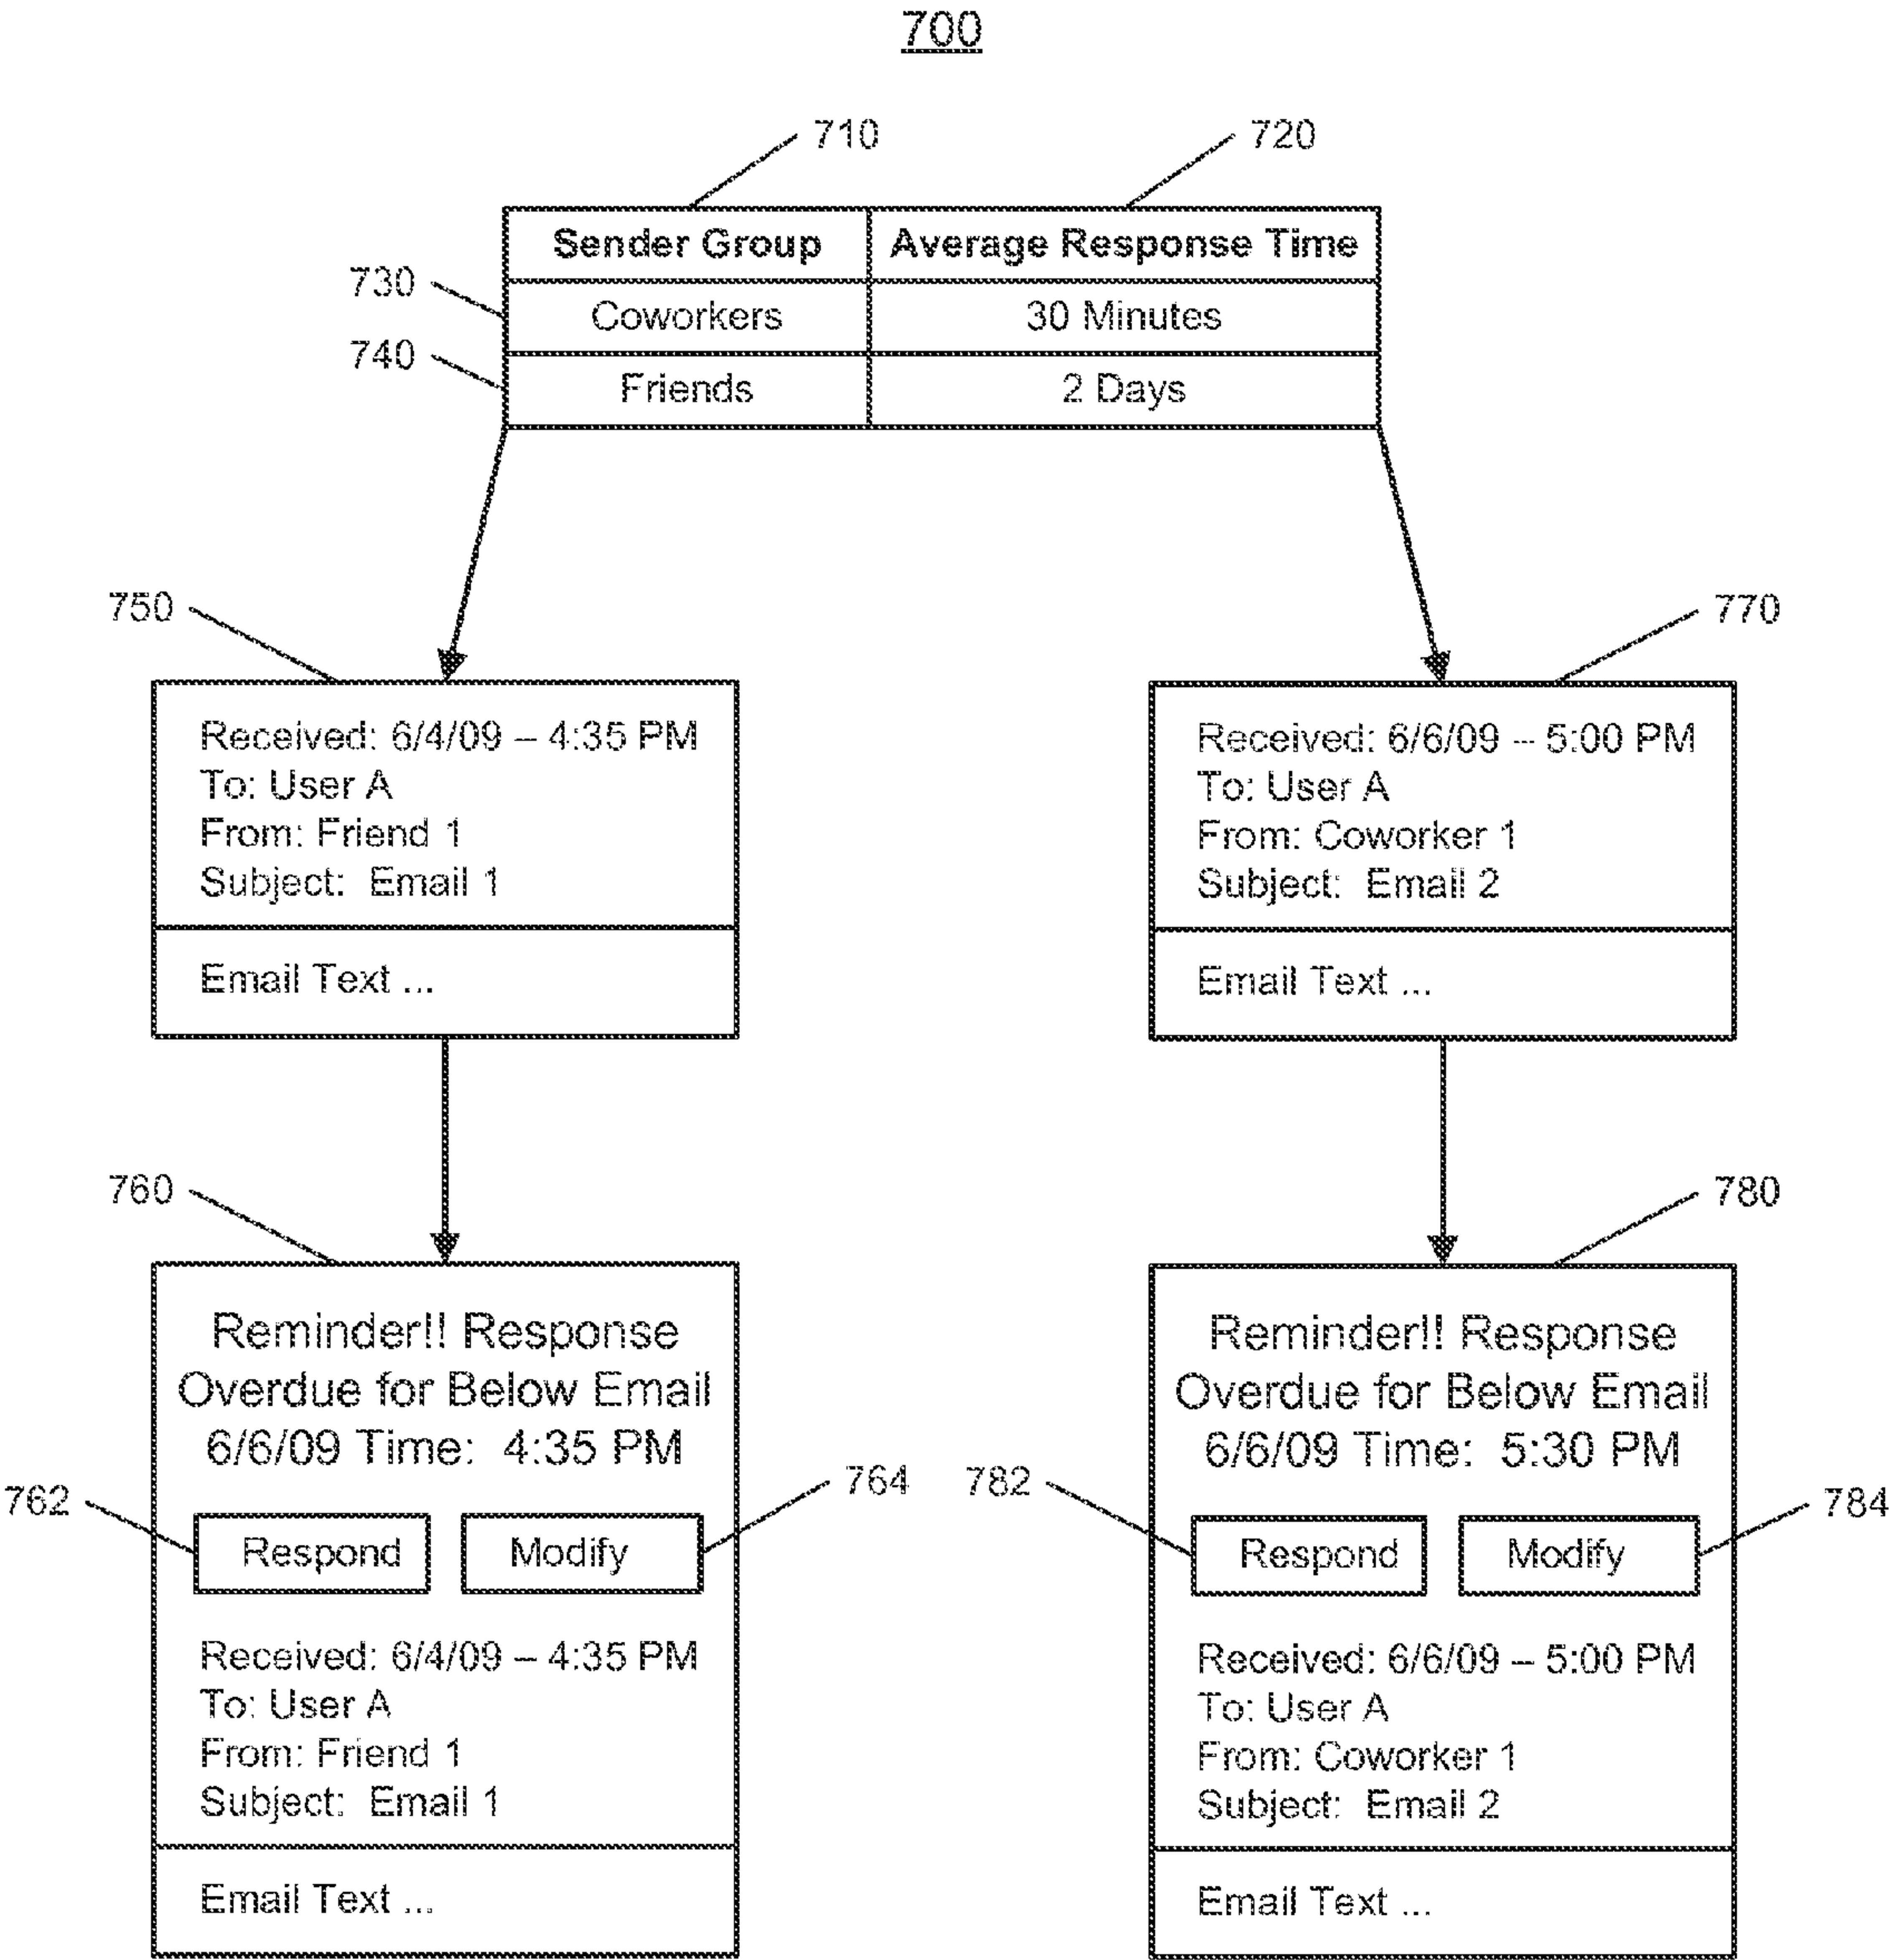 700
710
720
Sender Group Average Response Time
730
Coworkers 30 Minutes
740
Friends 2 Days
750
Received: 6/4/09 – 4:35 PM
To: User A
From: Friend 1
Subject: Email 1
Email Text ...
770
Received: 6/6/09 – 5:00 PM
To: User A
From: Coworker 1
Subject: Email 2
Email Text ...
760
Reminder!! Response
Overdue for Below Email
6/6/09 Time: 4:35 PM
762
764
Respond Modify
Received: 6/4/09 – 4:35 PM
To: User A
From: Friend 1
Subject: Email 1
Email Text ...
780
Reminder!! Response
Overdue for Below Email
6/6/09 Time: 5:30 PM
782
784
Respond Modify
Received: 6/6/09 – 5:00 PM
To: User A
From: Coworker 1
Subject: Email 2
Email Text ...